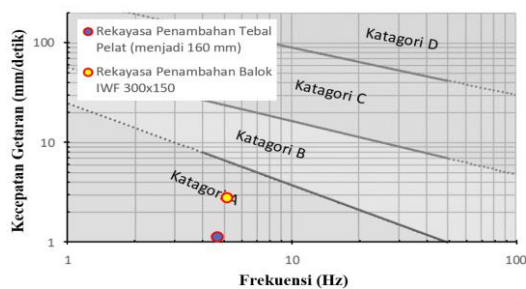 Kecepatan Getaran (mm/detik)
100
10
1
Rekayasa Penambahan Tebal
Pelat (menjadi 160 mm)
Rekayasa Penambahan Balok
IWF 300x150
Katagori D
Katagori C
Katagori B
Katagori A
1
10
100
Frekuensi (Hz)